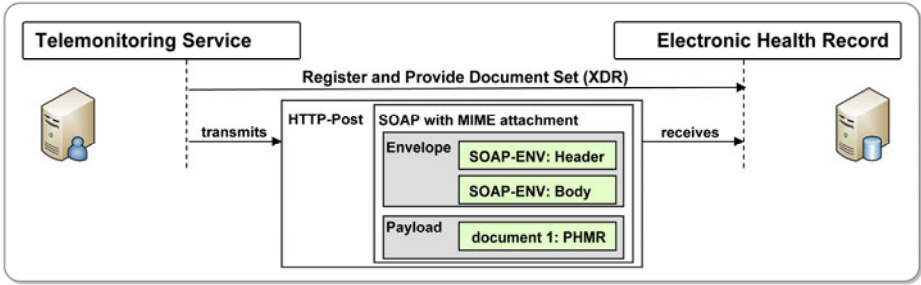 Telemonitoring Service
Electronic Health Record
Register and Provide Document Set (XDR)
transmits
HTTP-Post
SOAP with MIME attachment
receives
Envelope
SOAP-ENV: Header
SOAP-ENV: Body
Payload
document 1: PHMR